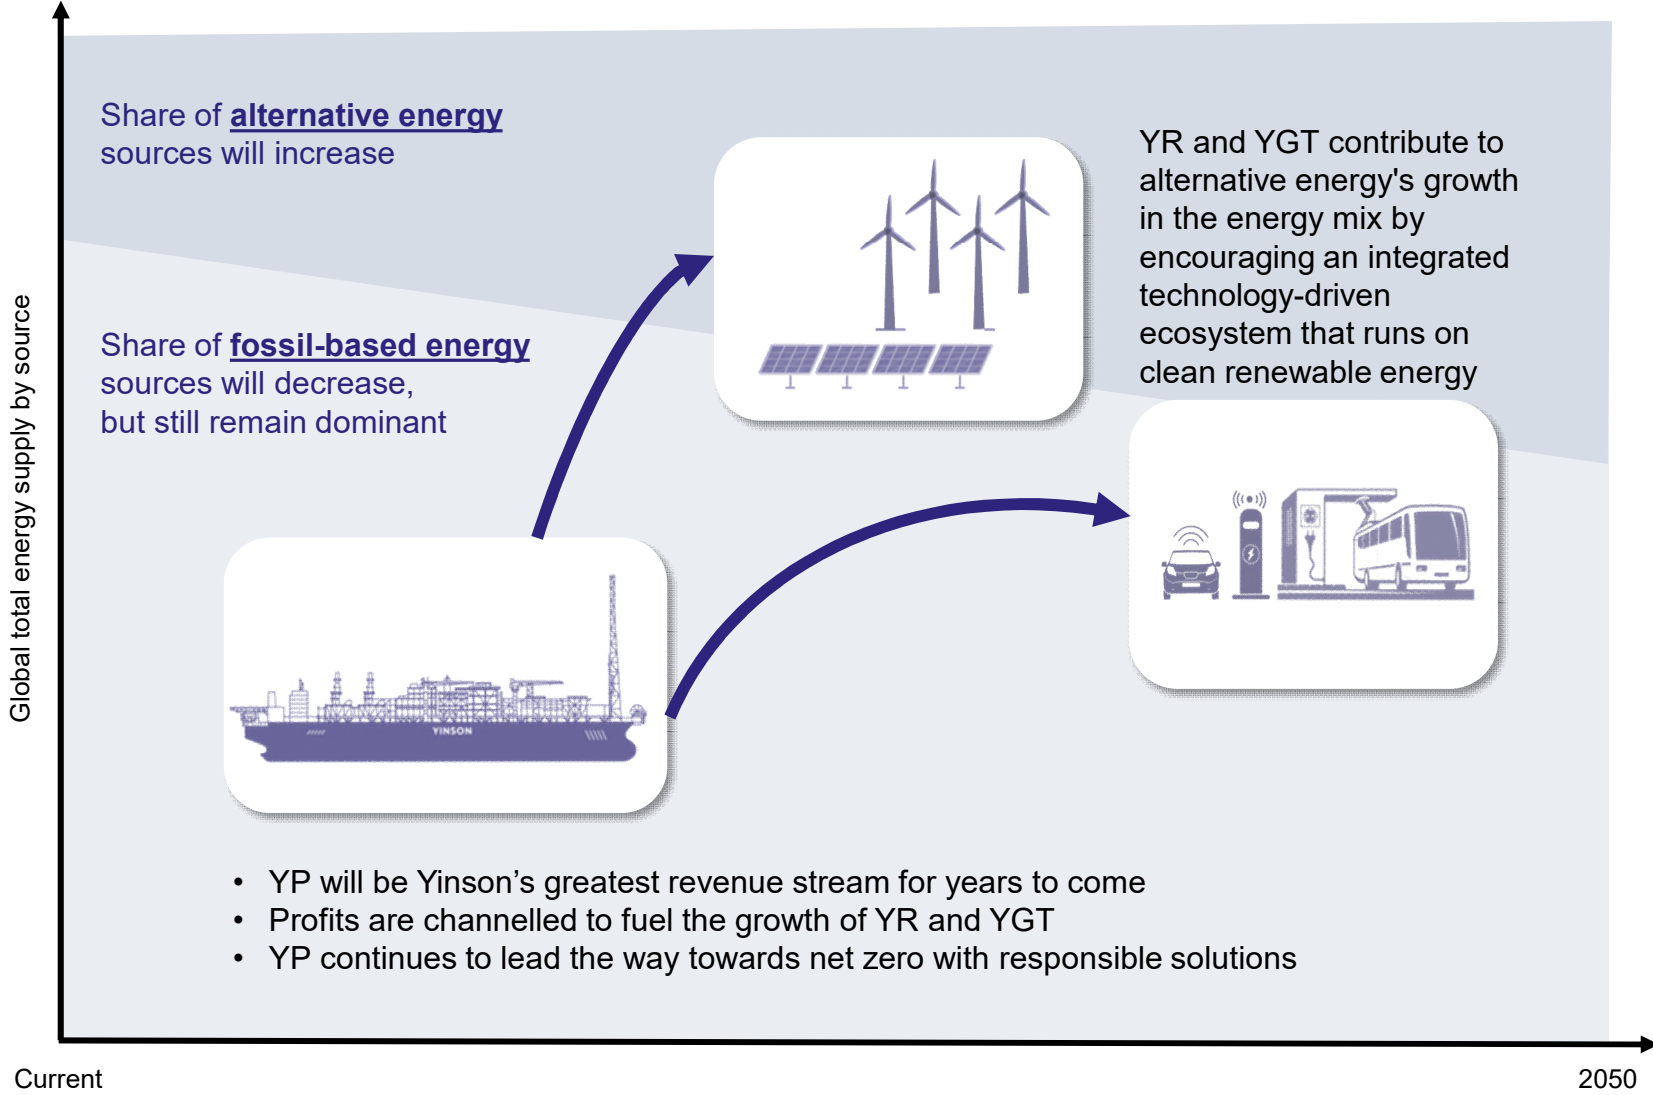 Global total energy supply by source
Share of alternative energy
sources will increase
Share of fossil-based energy
sources will decrease,
but still remain dominant
YR and YGT contribute to
alternative energy's growth
in the energy mix by
encouraging an integrated
technology-driven
ecosystem that runs on
clean renewable energy
YINSON
• YP will be Yinson’s greatest revenue stream for years to come
• Profits are channelled to fuel the growth of YR and YGT
• YP continues to lead the way towards net zero with responsible solutions
Current
2050